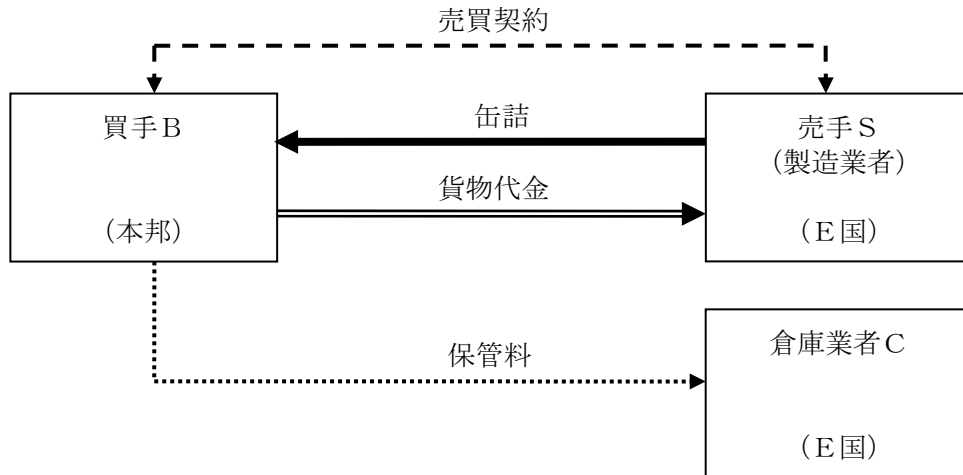 売買契約
買手Ｂ
（本邦）
缶詰
貨物代金
売手Ｓ
（製造業者）
（Ｅ国）
保管料
倉庫業者Ｃ
（Ｅ国）